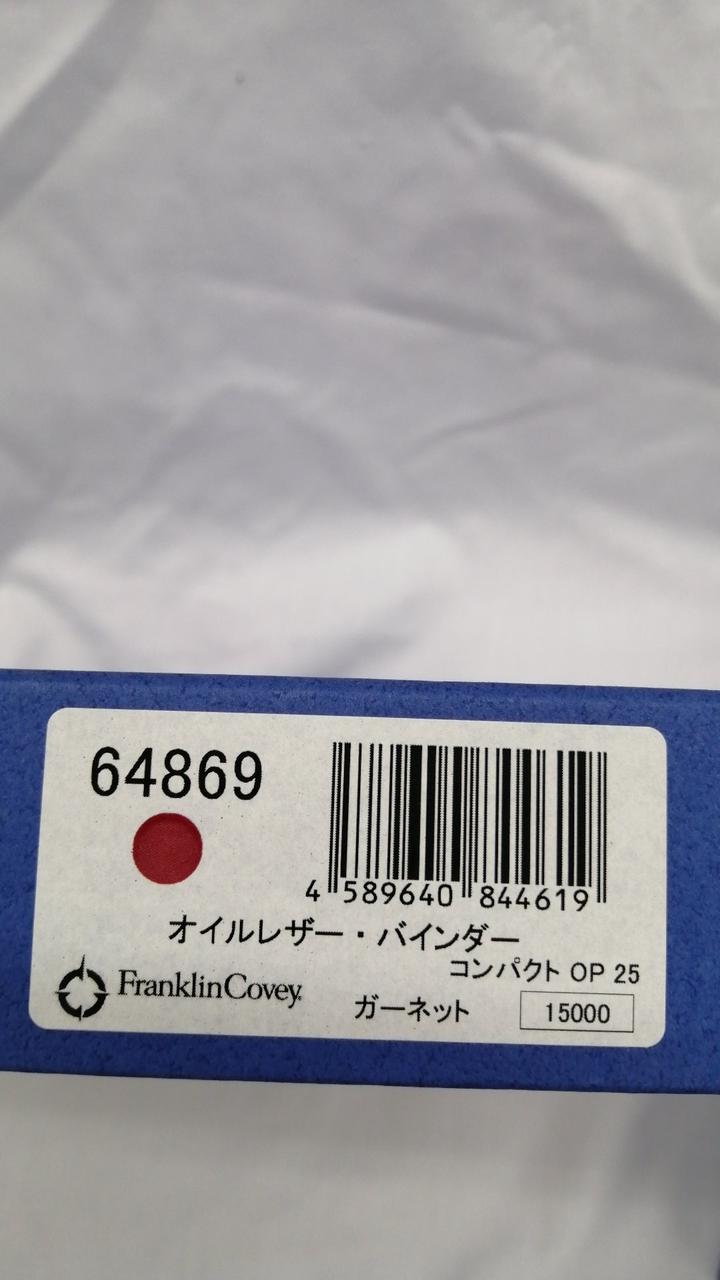 64869
4 589640 844619
オイルレザー・バインダー
コンパクト OP 25
FranklinCovey
ガーネット
15000